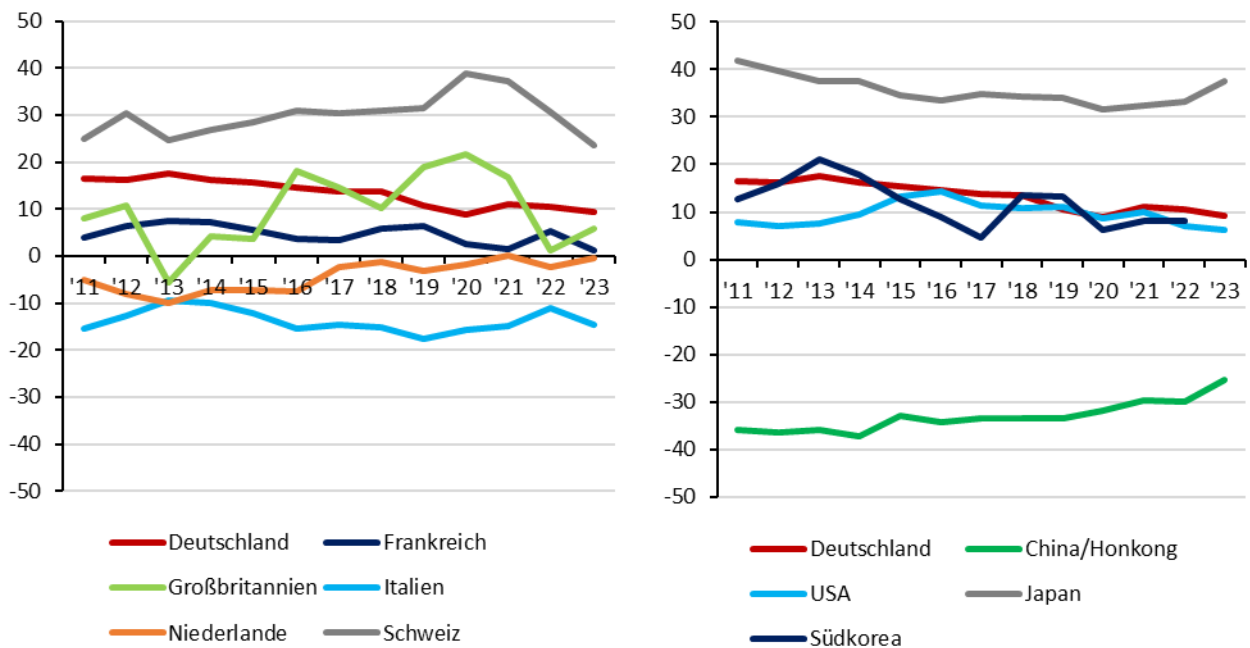 50
40
30
20
10
0
-10
-20
-30
-40
-50
'11 '12 '13 '14 '15 '16 '17 '18 '19 '20 '21 '22 '23
Deutschland Frankreich
Großbritannien Italien
Niederlande Schweiz
50
40
30
20
10
0
-10
-20
-30
-40
-50
'11 '12 '13 '14 '15 '16 '17 '18 '19 '20 '21 '22 '23
Deutschland China/Honkong
USA Japan
Südkorea